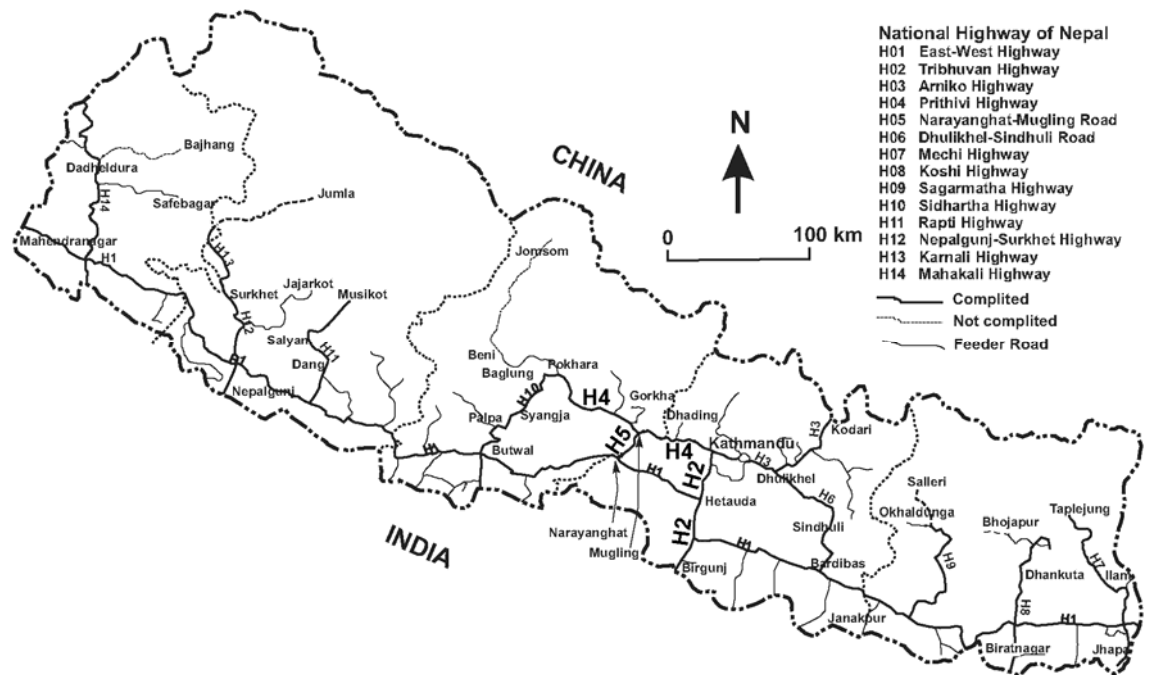 National Highway of Nepal
H01 East-West Highway
H02 Tribhuvan Highway
H03 Arniko Highway
H04 Prithivi Highway
H05 Narayanghat-Mugling Road
H06 Dhulikhel-Sindhuli Road
H07 Mechi Highway
H08 Koshi Highway
H09 Sagarmatha Highway
H10 Sidhartha Highway
H11 Rapti Highway
H12 Nepalgunj-Surkhet Highway
H13 Karnali Highway
H14 Mahakali Highway
Complited
Not complited
Feeder Road
N
0 100 km
CHINA
INDIA
Bajhang
Dadheldura
H14
Safebagar
Jumla
Mahendranagar
H1
H13
Surkhet
Jajarkot
Musikot
H12
Salyan
H11
Dang
Nepalgunj
Jomsom
Beni
Baglung
Pokhara
H10
H4
Gorkha
Palpa
Syangja
Dhading
Butwal
H5
H4
Kathmandu
H3
Kodari
H3
Dhulikhel
H1
H2
Hetauda
H6
Sindhuli
Narayanghat
Mugling
H2
H1
Birgunj
Bardibas
Janakpur
Salleri
Okhaldunga
H9
Bhojapur
Taplejung
H7
Dhankuta
Ilam
H8
H1
Biratnagar
Jhapa